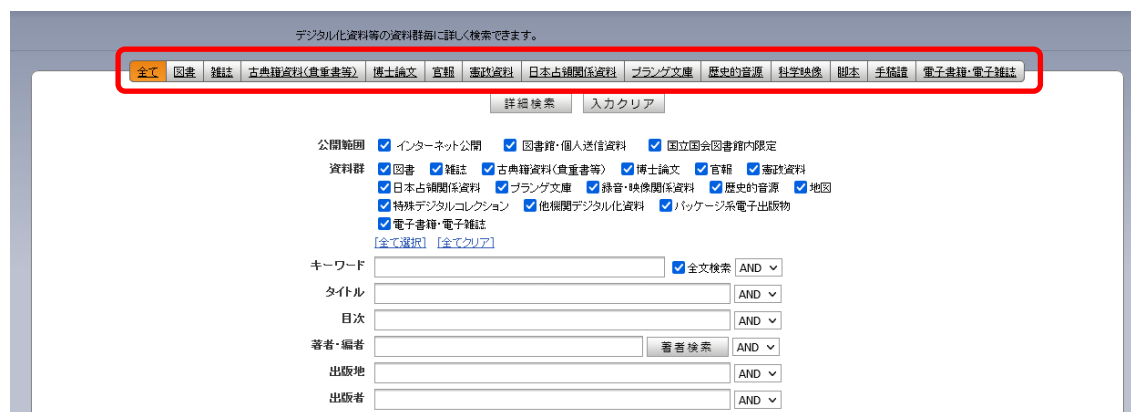 デジタル化資料等の資料群毎に詳しく検索できます。
全て 図書 雑誌 古典籍資料(貴重書等) 博士論文 官報 憲政資料 日本占領関係資料 プランゲ文庫 歴史的音源 科学映像 脚本 手稿譜 電子書籍・電子雑誌
詳細検索 入力クリア
公開範囲 インターネット公開 図書館・個人送信資料 国立国会図書館内限定
資料群 図書 雑誌 古典籍資料(貴重書等) 博士論文 官報 憲政資料
日本占領関係資料 プランゲ文庫 録音・映像関係資料 歴史的音源 地図
特殊デジタルコレクション 他機関デジタル化資料 パッケージ系電子出版物
電子書籍・電子雑誌
[全て選択] [全てクリア]
キーワード 全文検索 AND
タイトル AND
目次 AND
著者・編者 著者検索 AND
出版地 AND
出版者 AND